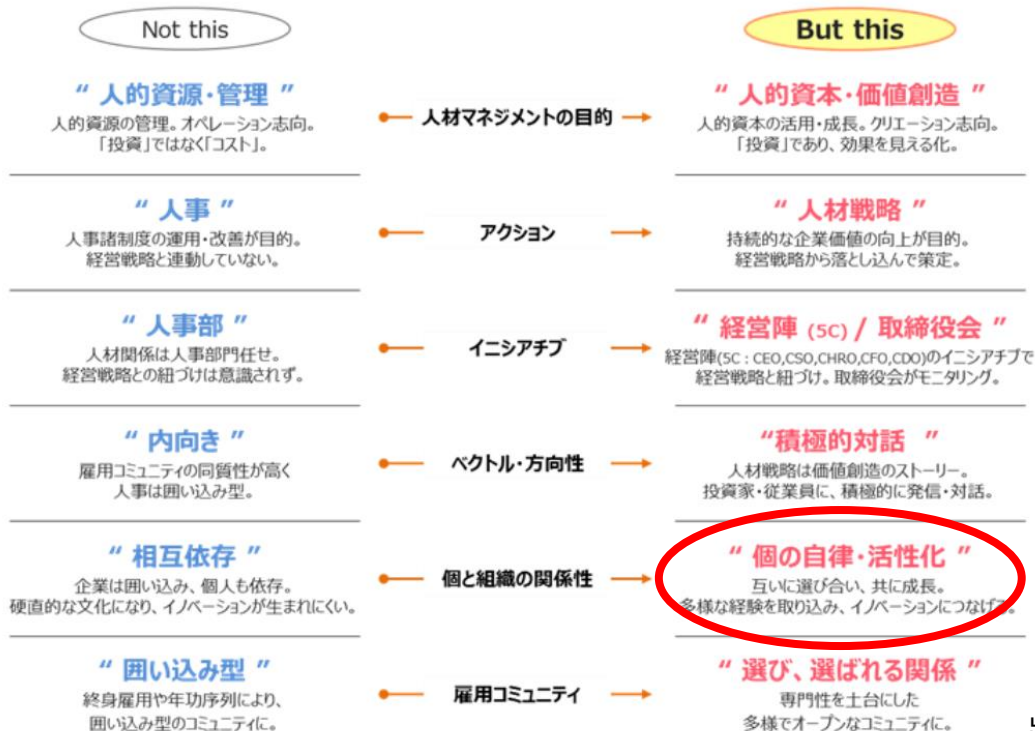 Not this
But this
“ 人的資源・管理 ”
人的資源の管理。オペレーション志向。
「投資」ではなく「コスト」。
人材マネジメントの目的
“ 人的資本・価値創造 ”
人的資本の活用・成長。クリエーション志向。
「投資」であり、効果を見える化。
“ 人事 ”
人事諸制度の運用・改善が目的。
経営戦略と連動していない。
アクション
“ 人材戦略 ”
持続的な企業価値の向上が目的。
経営戦略から落とし込んで策定。
“ 人事部 ”
人材関係は人事部門任せ。
経営戦略との紐づけは意識されず。
イニシアチブ
“ 経営陣 (5C) / 取締役会 ”
経営陣(5C : CEO,CSO,CHRO,CFO,CDO)のイニシアチブで
経営戦略と紐づけ。取締役会がモニタリング。
“ 内向き ”
雇用コミュニティの同質性が高く
人事は囲い込み型。
ベクトル・方向性
“積極的対話 ”
人材戦略は価値創造のストーリー。
投資家・従業員に、積極的に発信・対話。
“ 相互依存 ”
企業は囲い込み、個人も依存。
硬直的な文化になり、イノベーションが生まれにくい。
個と組織の関係性
“ 個の自律・活性化 ”
互いに選び合い、共に成長。
多様な経験を取り込み、イノベーションにつなげる。
“ 囲い込み型 ”
終身雇用や年功序列により、
囲い込み型のコミュニティに。
雇用コミュニティ
“ 選び、選ばれる関係 ”
専門性を土台にした
多様でオープンなコミュニティに。